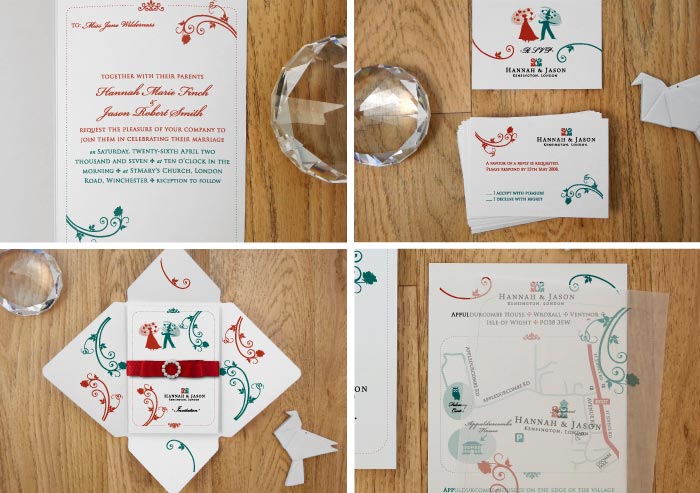 TO: Miss Jane Wilderness
TOGETHER WITH THEIR PARENTS
Hannah Marie Finch
&
Jason Robert Smith
REQUEST THE PLEASURE OF YOUR COMPANY TO
JOIN THEM IN CELEBRATING THEIR MARRIAGE
ON SATURDAY, TWENTY-SIXTH APRIL TWO
THOUSAND AND SEVEN ✤ AT TEN O'CLOCK IN THE
MORNING ✤ AT STMARY'S CHURCH, LONDON
ROAD, WINCHESTER ✤ RECEPTION TO FOLLOW
R.S.V.P
HANNAH & JASON
KENSINGTON, LONDON
HANNAH & JASON
KENSINGTON, LONDON
A FAVOUR OF A REPLY IS REQUESTED.
PLEASE RESPOND BY 15TH MAY 2008.
I ACCEPT WITH PLEASURE
I DECLINE WITH REGRET
HANNAH & JASON
KENSINGTON, LONDON
Invitation
HANNAH & JASON
APPULDURCOMBE HOUSE ✤ WROXALL ✤ VENTNOR
ISLE OF WIGHT ✤ PO38 3EW
APPULDURCOMBE RD
APPULDURCOMBE RD
HANNAH & JASON
KENSINGTON, LONDON
Appuldurcombe
House
P
APPULDURCOMBE HOUSE ON THE EDGE OF THE VILLAGE